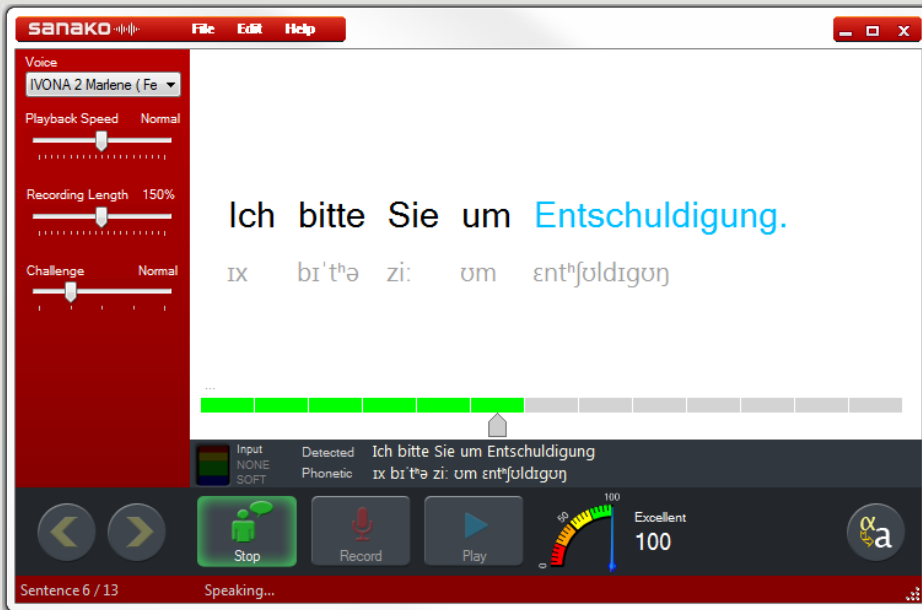 sanako File Edit Help
Voice
IVONA 2 Marlene ( Fe
Playback Speed Normal
Recording Length 150%
Challenge Normal
Ich bitte Sie um Entschuldigung.
ɪx bɪˈtʰə ziː ʊm ɛntʰʃʊldɪgʊŋ
...
Input
NONE
SOFT
Detected Ich bitte Sie um Entschuldigung
Phonetic ɪx bɪˈtʰə ziː ʊm ɛntʰʃʊldɪgʊŋ
Stop
Record
Play
0 50 100
Excellent
100
α a
Sentence 6 / 13 Speaking...